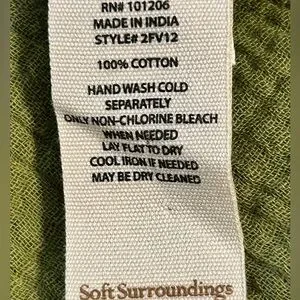 RN# 101206
MADE IN INDIA
STYLE# 2FV12
100% COTTON
HAND WASH COLD
SEPARATELY
ONLY NON-CHLORINE BLEACH
WHEN NEEDED
LAY FLAT TO DRY
COOL IRON IF NEEDED
MAY BE DRY CLEANED
Soft Surroundings